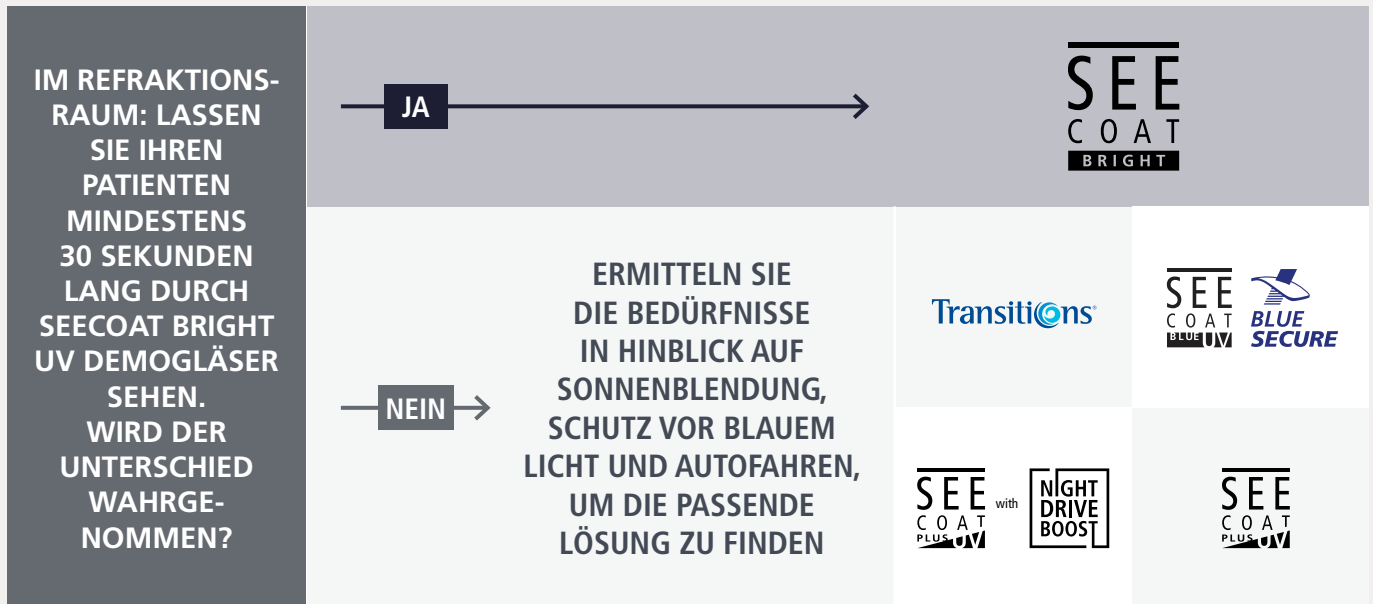 IM REFRAKTIONS-
RAUM: LASSEN
SIE IHREN
PATIENTEN
MINDESTENS
30 SEKUNDEN
LANG DURCH
SEECOAT BRIGHT
UV DEMOGLÄSER
SEHEN.
WIRD DER
UNTERSCHIED
WAHRGE-
NOMMEN?
JA
SEE
COAT
BRIGHT
NEIN
ERMITTELN SIE
DIE BEDÜRFNISSE
IN HINBLICK AUF
SONNENBLENDUNG,
SCHUTZ VOR BLAUEM
LICHT UND AUTOFAHREN,
UM DIE PASSENDE
LÖSUNG ZU FINDEN
Transitions®
SEE
COAT
BLUE UV
BLUE
SECURE
SEE
COAT
PLUS UV
with
NIGHT
DRIVE
BOOST
SEE
COAT
PLUS UV